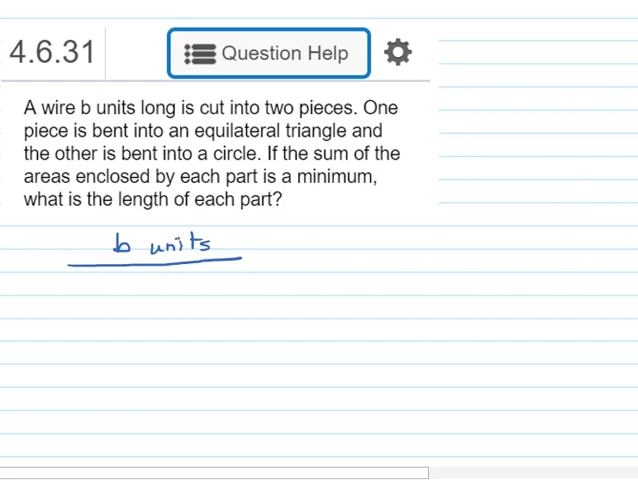 4.6.31 Question Help
A wire b units long is cut into two pieces. One
piece is bent into an equilateral triangle and
the other is bent into a circle. If the sum of the
areas enclosed by each part is a minimum,
what is the length of each part?
b units